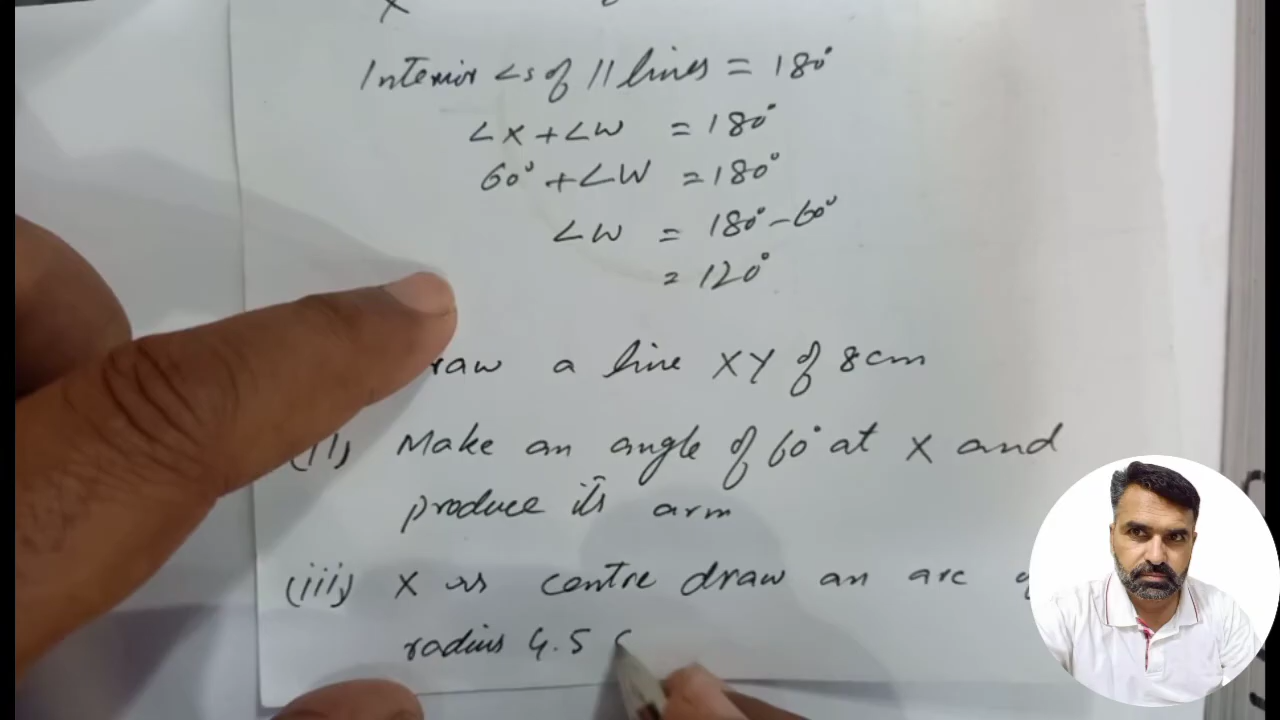 X
Interior ∠s of || lines = 180°
∠X + ∠W = 180°
60° + ∠W = 180°
∠W = 180° - 60°
= 120°
raw a line XY of 8cm
(ii) Make an angle of 60° at X and
produce its arm
(iii) X as centre draw an arc
radius 4.5 c